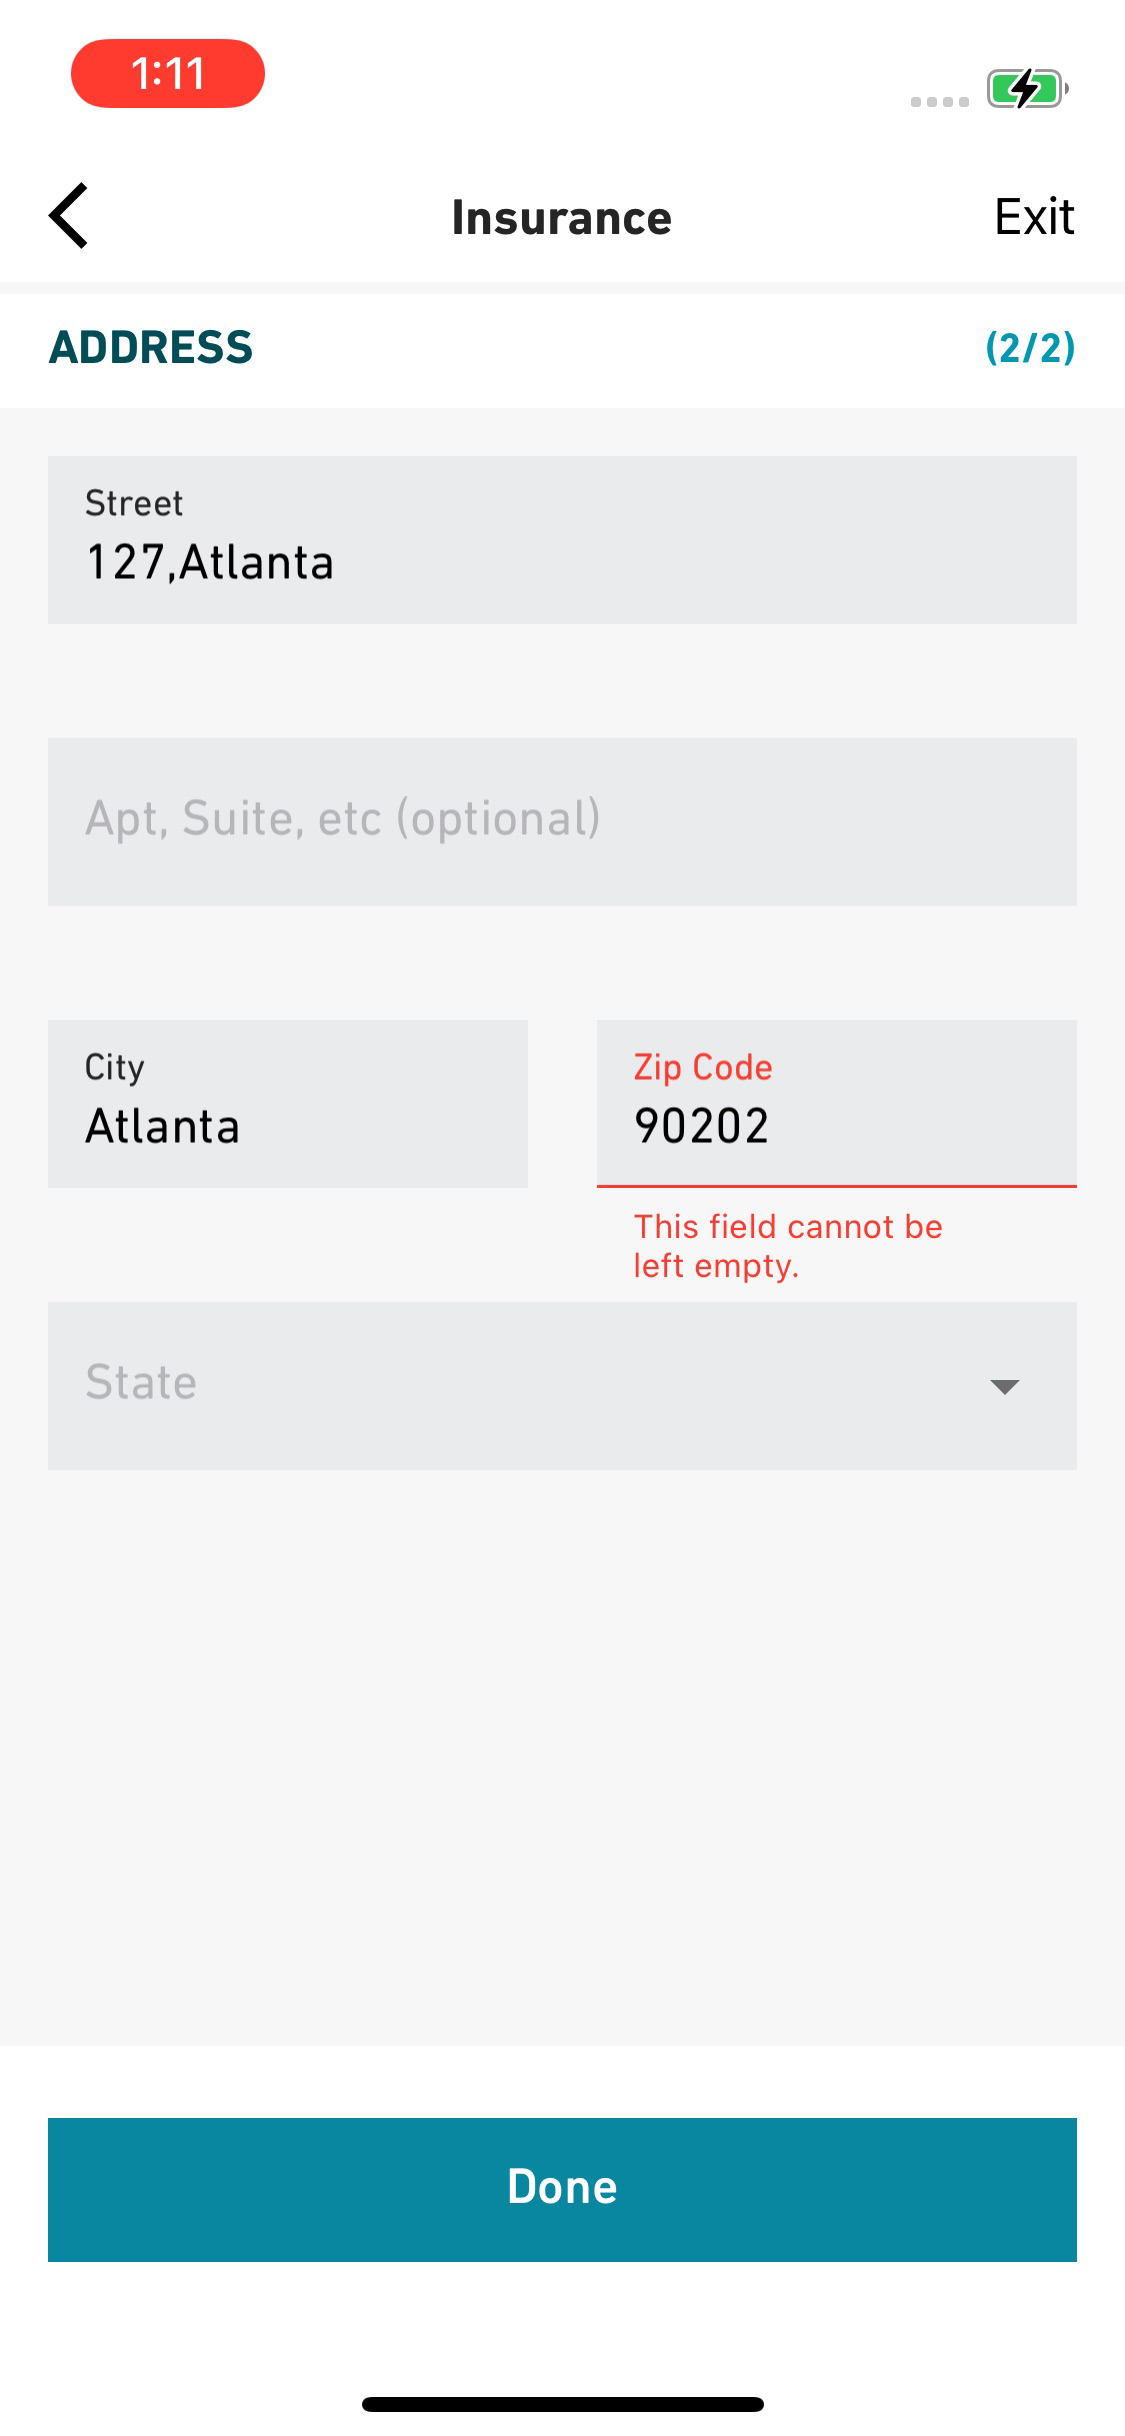 1:11
Insurance
Exit
ADDRESS
(2/2)
Street
127,Atlanta
Apt, Suite, etc (optional)
City
Atlanta
Zip Code
90202
This field cannot be
left empty.
State
Done